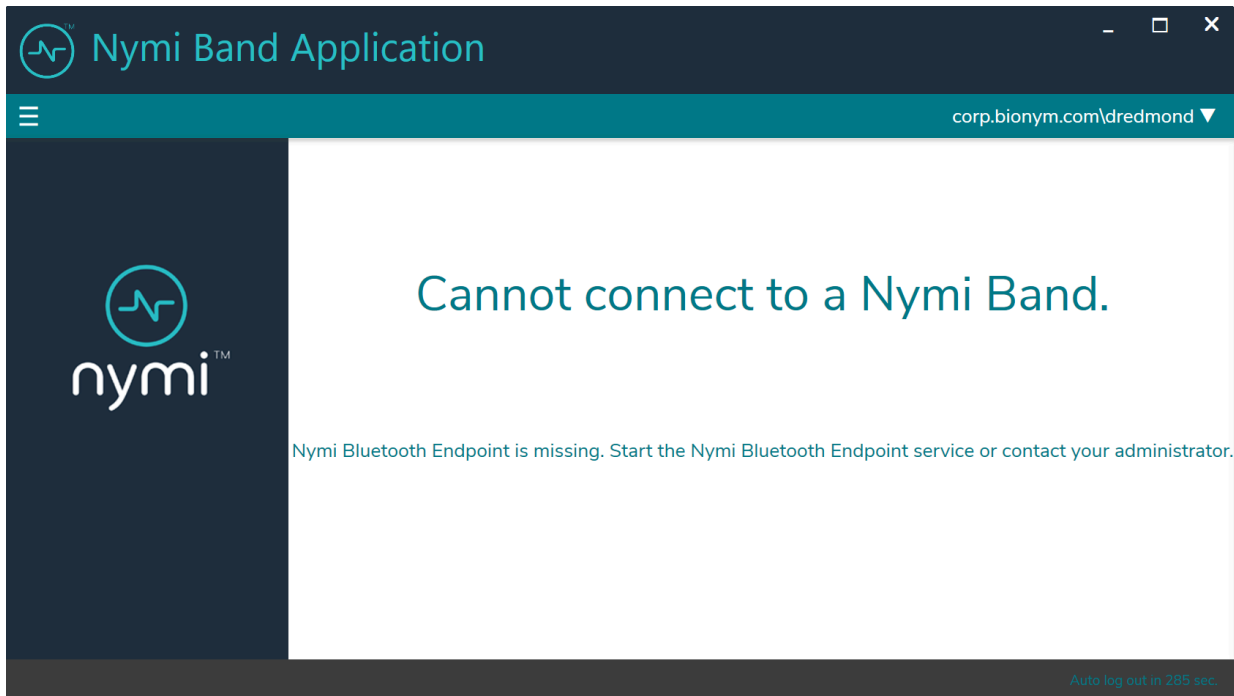 Nymi Band Application
corp.bionym.com\dredmond ▼
nymi™
Cannot connect to a Nymi Band.
Nymi Bluetooth Endpoint is missing. Start the Nymi Bluetooth Endpoint service or contact your administrator.
Auto log out in 285 sec.